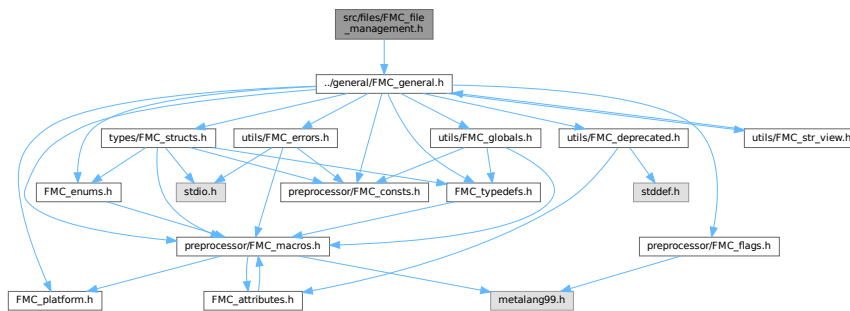 src/files/FMC_file
_management.h
../general/FMC_general.h
types/FMC_structs.h
utils/FMC_errors.h
utils/FMC_globals.h
utils/FMC_deprecated.h
utils/FMC_str_view.h
FMC_enums.h
stdio.h
preprocessor/FMC_consts.h
FMC_typedefs.h
stddef.h
preprocessor/FMC_macros.h
preprocessor/FMC_flags.h
FMC_platform.h
FMC_attributes.h
metalang99.h